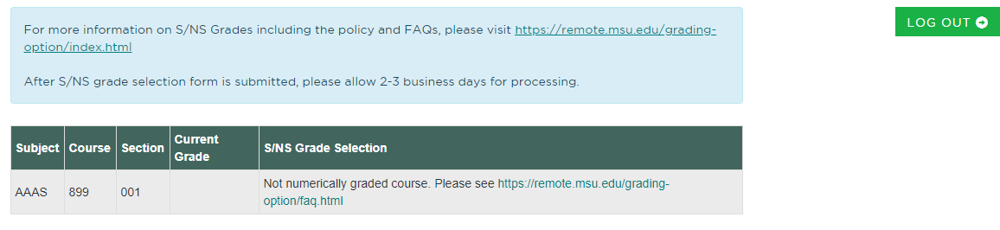 For more information on S/NS Grades including the policy and FAQs, please visit https://remote.msu.edu/grading-
option/index.html
After S/NS grade selection form is submitted, please allow 2-3 business days for processing.
LOG OUT
Subject Course Section Current Grade S/NS Grade Selection
AAAS 899 001 Not numerically graded course. Please see https://remote.msu.edu/grading-
option/faq.html